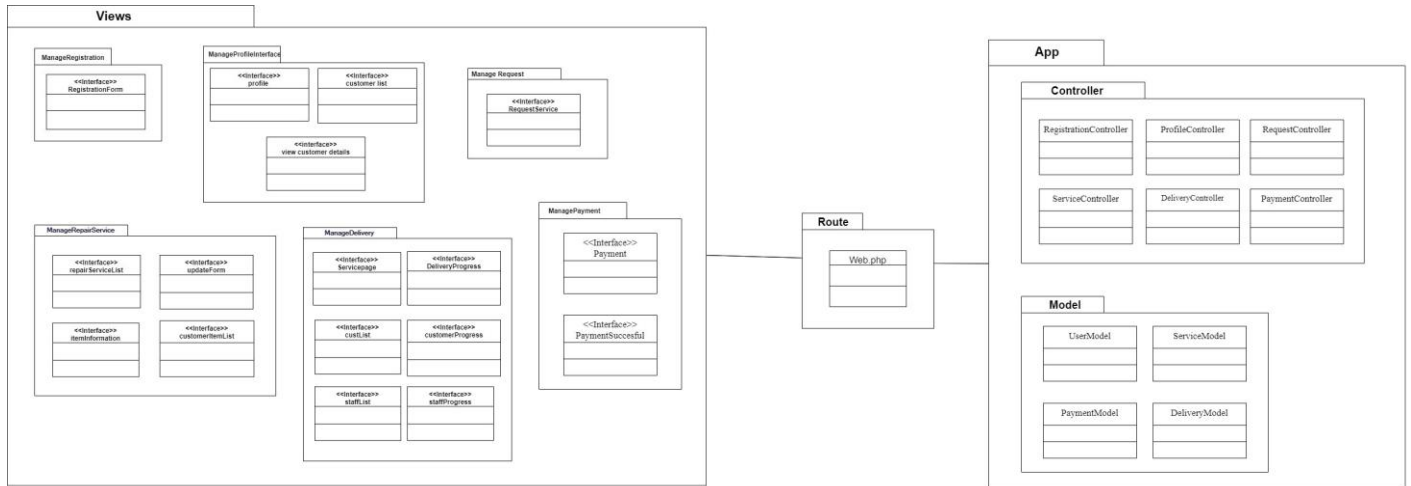 Views
ManageRegistration
<<Interface>>
RegistrationForm
ManageProfileInterface
<<Interface>>
profile
<<Interface>>
customer list
<<Interface>>
view customer details
Manage Request
<<Interface>>
RequestService
ManageRepairService
<<Interface>>
repairServiceList
<<Interface>>
updateForm
<<Interface>>
itemInformation
<<Interface>>
customerItemList
ManageDelivery
<<Interface>>
Servicepage
<<Interface>>
DeliveryProgress
<<Interface>>
custList
<<Interface>>
customerProgress
<<Interface>>
staffList
<<Interface>>
staffProgress
ManagePayment
<<Interface>>
Payment
<<Interface>>
PaymentSuccesful
Route
Web.php
App
Controller
RegistrationController
ProfileController
RequestController
ServiceController
DeliveryController
PaymentController
Model
UserModel
ServiceModel
PaymentModel
DeliveryModel